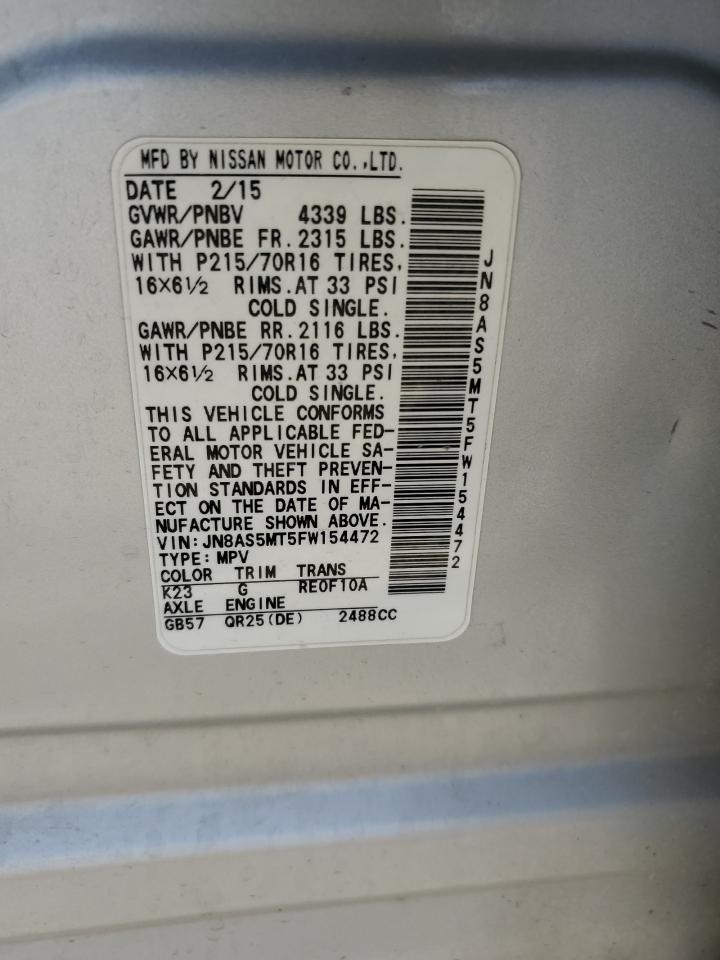 MFD BY NISSAN MOTOR CO.,LTD.
DATE 2/15
GVWR/PNBV 4339 LBS.
GAWR/PNBE FR. 2315 LBS.
WITH P215/70R16 TIRES,
16×6½ RIMS.AT 33 PSI
COLD SINGLE.
GAWR/PNBE RR. 2116 LBS.
WITH P215/70R16 TIRES,
16×6½ RIMS.AT 33 PSI
COLD SINGLE.
THIS VEHICLE CONFORMS
TO ALL APPLICABLE FED-
ERAL MOTOR VEHICLE SA-
FETY AND THEFT PREVEN-
TION STANDARDS IN EFF-
ECT ON THE DATE OF MA-
NUFACTURE SHOWN ABOVE.
VIN: JN8AS5MT5FW154472
TYPE: MPV
COLOR TRIM TRANS
K23 G RE0F10A
AXLE ENGINE
GB57 QR25(DE) 2488CC
JN8AS5MT5FW154472